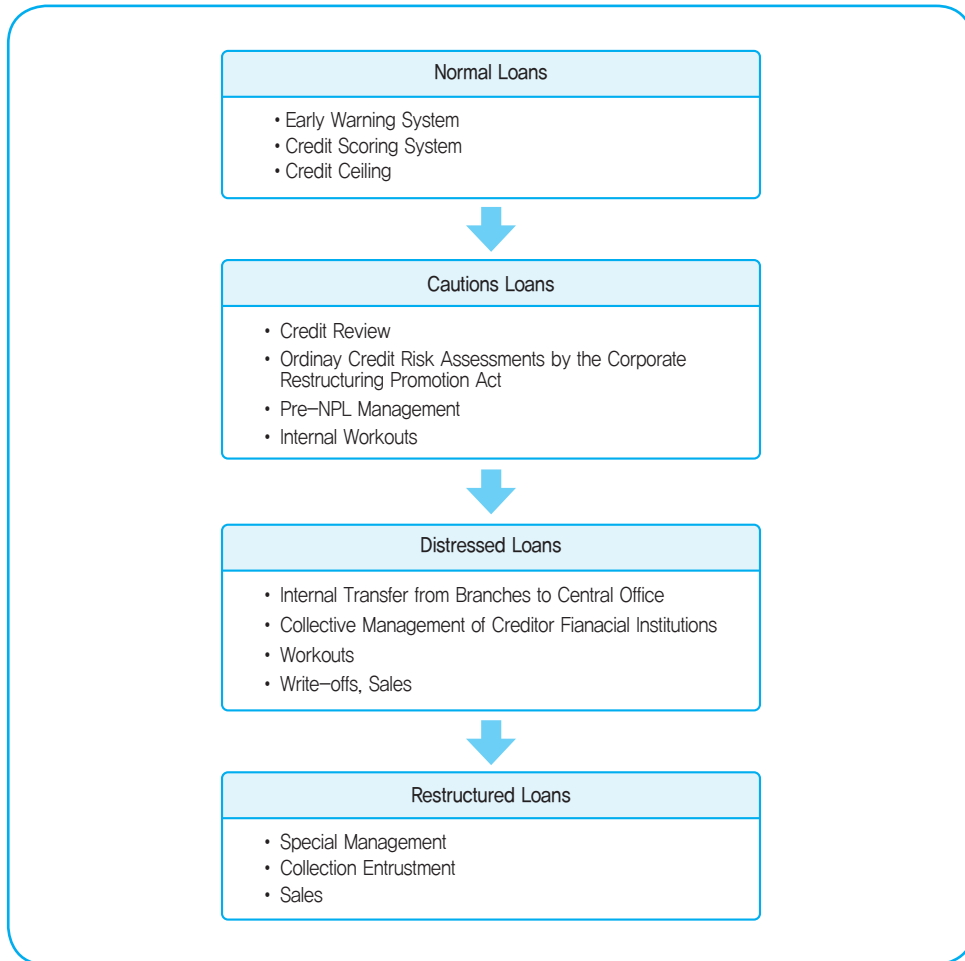 Normal Loans
• Early Warning System
• Credit Scoring System
• Credit Ceiling
Cautions Loans
• Credit Review
• Ordinay Credit Risk Assessments by the Corporate
Restructuring Promotion Act
• Pre-NPL Management
• Internal Workouts
Distressed Loans
• Internal Transfer from Branches to Central Office
• Collective Management of Creditor Fianacial Institutions
• Workouts
• Write-offs, Sales
Restructured Loans
• Special Management
• Collection Entrustment
• Sales